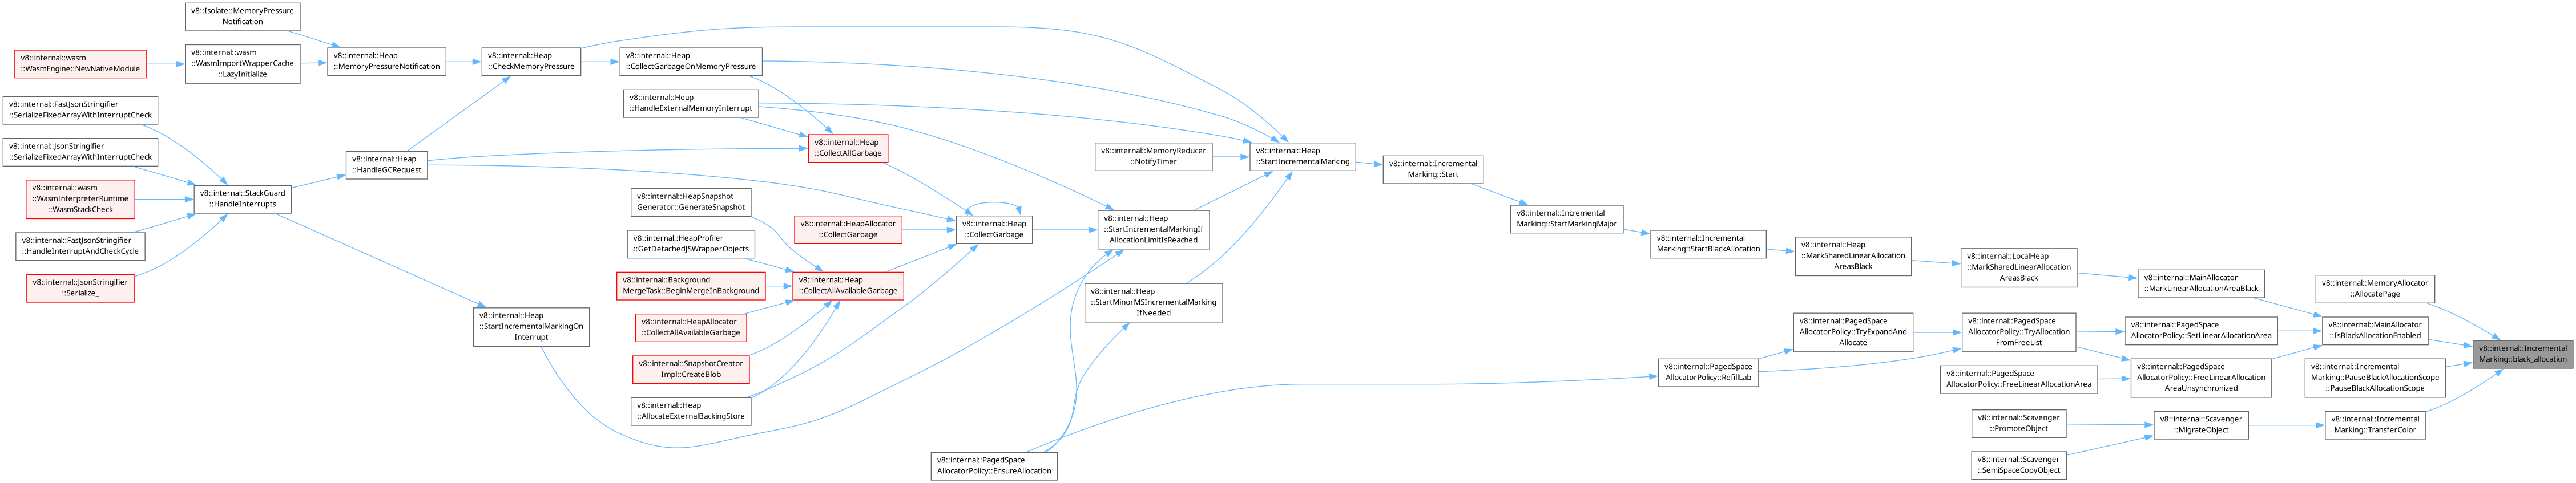 v8::Isolate::MemoryPressure
Notification
v8::internal::wasm
::WasmEngine::NewNativeModule
v8::internal::wasm
::WasmImportWrapperCache
::LazyInitialize
v8::internal::Heap
::MemoryPressureNotification
v8::internal::Heap
::CheckMemoryPressure
v8::internal::Heap
::CollectGarbageOnMemoryPressure
v8::internal::FastJsonStringifier
::SerializeFixedArrayWithInterruptCheck
v8::internal::JsonStringifier
::SerializeFixedArrayWithInterruptCheck
v8::internal::wasm
::WasmInterpreterRuntime
::WasmStackCheck
v8::internal::FastJsonStringifier
::HandleInterruptAndCheckCycle
v8::internal::JsonStringifier
::Serialize_
v8::internal::StackGuard
::HandleInterrupts
v8::internal::Heap
::HandleGCRequest
v8::internal::Heap
::StartIncrementalMarkingOn
Interrupt
v8::internal::Heap
::HandleExternalMemoryInterrupt
v8::internal::Heap
::CollectAllGarbage
v8::internal::HeapSnapshot
Generator::GenerateSnapshot
v8::internal::HeapProfiler
::GetDetachedJSWrapperObjects
v8::internal::Background
MergeTask::BeginMergeInBackground
v8::internal::HeapAllocator
::CollectAllAvailableGarbage
v8::internal::SnapshotCreator
Impl::CreateBlob
v8::internal::Heap
::AllocateExternalBackingStore
v8::internal::HeapAllocator
::CollectGarbage
v8::internal::Heap
::CollectAllAvailableGarbage
v8::internal::Heap
::CollectGarbage
v8::internal::PagedSpace
AllocatorPolicy::EnsureAllocation
v8::internal::MemoryReducer
::NotifyTimer
v8::internal::Heap
::StartIncrementalMarkingIf
AllocationLimitIsReached
v8::internal::Heap
::StartMinorMSIncrementalMarking
IfNeeded
v8::internal::Heap
::StartIncrementalMarking
v8::internal::Incremental
Marking::Start
v8::internal::Incremental
Marking::StartMarkingMajor
v8::internal::Incremental
Marking::StartBlackAllocation
v8::internal::PagedSpace
AllocatorPolicy::RefillLab
v8::internal::Heap
::MarkSharedLinearAllocation
AreasBlack
v8::internal::PagedSpace
AllocatorPolicy::TryExpandAnd
Allocate
v8::internal::LocalHeap
::MarkSharedLinearAllocation
AreasBlack
v8::internal::PagedSpace
AllocatorPolicy::TryAllocation
FromFreeList
v8::internal::PagedSpace
AllocatorPolicy::FreeLinearAllocationArea
v8::internal::Scavenger
::PromoteObject
v8::internal::Scavenger
::SemiSpaceCopyObject
v8::internal::MainAllocator
::MarkLinearAllocationAreaBlack
v8::internal::PagedSpace
AllocatorPolicy::SetLinearAllocationArea
v8::internal::PagedSpace
AllocatorPolicy::FreeLinearAllocation
AreaUnsynchronized
v8::internal::Scavenger
::MigrateObject
v8::internal::MemoryAllocator
::AllocatePage
v8::internal::MainAllocator
::IsBlackAllocationEnabled
v8::internal::Incremental
Marking::PauseBlackAllocationScope
::PauseBlackAllocationScope
v8::internal::Incremental
Marking::TransferColor
v8::internal::Incremental
Marking::black_allocation